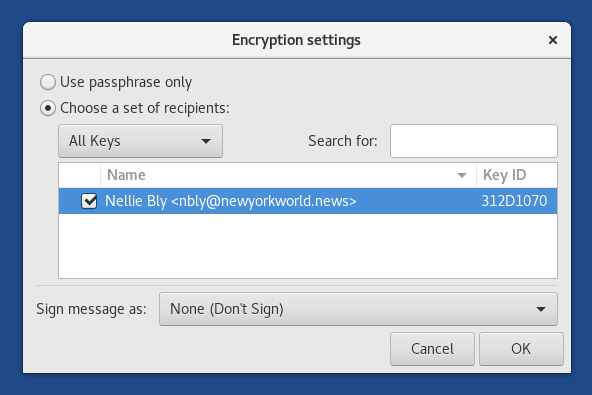 Encryption settings
Use passphrase only
Choose a set of recipients:
All Keys Search for:
Name Key ID
Nellie Bly <nbly@newyorkworld.news> 312D1070
Sign message as: None (Don't Sign)
Cancel OK